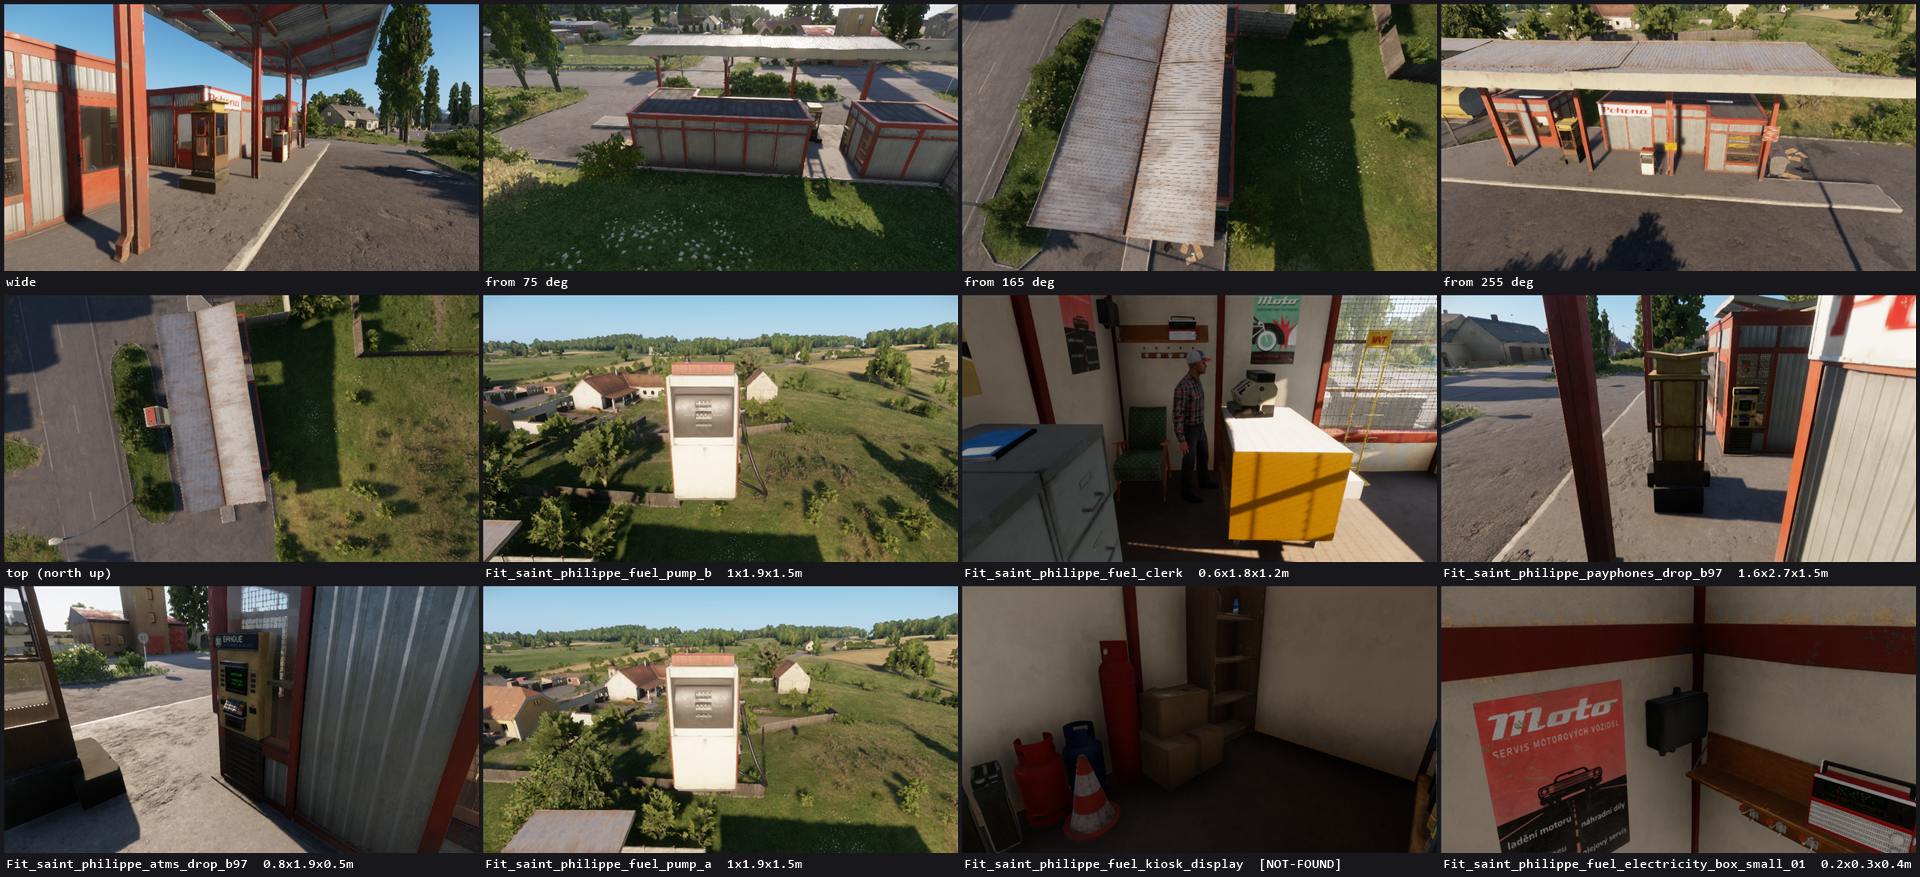 Pohona
wide
from 75 deg
from 165 deg
Pohona
from 255 deg
top (north up)
Fit_saint_philippe_fuel_pump_b 1x1.9x1.5m
Moto
Fit_saint_philippe_fuel_clerk 0.6x1.8x1.2m
Fit_saint_philippe_payphones_drop_b97 1.6x2.7x1.5m
BANQUE
Fit_saint_philippe_atms_drop_b97 0.8x1.9x0.5m
Fit_saint_philippe_fuel_pump_a 1x1.9x1.5m
Fit_saint_philippe_fuel_kiosk_display [NOT-FOUND]
Moto
SERVIS MOTOROVÝCH VOZIDEL
ladění motoru
náhradní díly
Fit_saint_philippe_fuel_electricity_box_small_01 0.2x0.3x0.4m